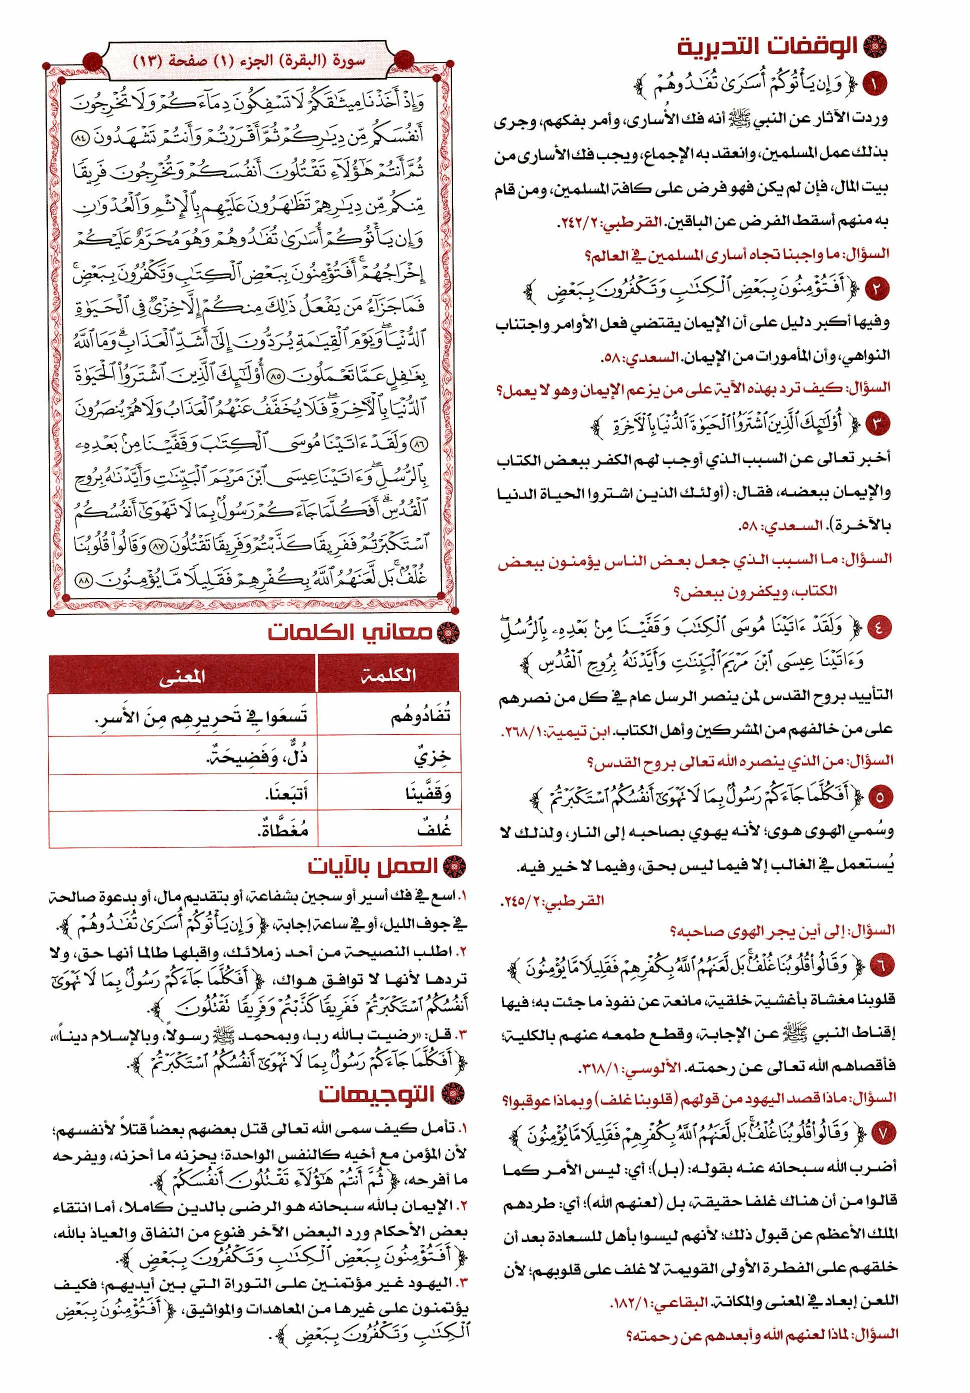 الوقفات التدبرية
١ ﴿ وَإِن يَأْتُوكُمْ أُسَٰرَىٰ تُفَٰدُوهُمْ ﴾
وردت الآثار عن النبي ﷺ أنه فك الأُسارى، وأمر بفكهم، وجرى
بذلك عمل المسلمين، وانعقد به الإجماع، ويجب فك الأسارى من
بيت المال، فإن لم يكن فهو فرض على كافة المسلمين، ومن قام
به منهم أسقط الفرض عن الباقين. القرطبي: ٢٤٢/٢.
السؤال: ما واجبنا تجاه أسارى المسلمين في العالم؟
٢ ﴿ أَفَتُؤْمِنُونَ بِبَعْضِ ٱلْكِتَٰبِ وَتَكْفُرُونَ بِبَعْضٍ ﴾
وفيها أكبر دليل على أن الإيمان يقتضي فعل الأوامر واجتناب
النواهي، وأن المأمورات من الإيمان. السعدي: ٥٨.
السؤال: كيف ترد بهذه الآية على من يزعم الإيمان وهو لا يعمل؟
٣ ﴿ أُو۟لَٰٓئِكَ ٱلَّذِينَ ٱشْتَرَوُا۟ ٱلْحَيَوٰةَ ٱلدُّنْيَا بِٱلْءَاخِرَةِ ﴾
أخبر تعالى عن السبب الذي أوجب لهم الكفر ببعض الكتاب
والإيمان ببعضه، فقال: (أولئك الذين اشتروا الحياة الدنيا
بالآخرة). السعدي: ٥٨.
السؤال: ما السبب الذي جعل بعض الناس يؤمنون ببعض
الكتاب، ويكفرون ببعض؟
٤ ﴿ وَلَقَدْ ءَاتَيْنَا مُوسَى ٱلْكِتَٰبَ وَقَفَّيْنَا مِنۢ بَعْدِهِۦ بِٱلرُّسُلِ ۖ
وَءَاتَيْنَا عِيسَى ٱبْنَ مَرْيَمَ ٱلْبَيِّنَٰتِ وَأَيَّدْنَٰهُ بِرُوحِ ٱلْقُدُسِ ﴾
التأييد بروح القدس لمن ينصر الرسل عام في كل من نصرهم
على من خالفهم من المشركين وأهل الكتاب. ابن تيمية: ٢٦٨/١.
السؤال: من الذي ينصره الله تعالى بروح القدس؟
٥ ﴿ أَفَكُلَّمَا جَآءَكُمْ رَسُولٌۢ بِمَا لَا تَهْوَىٰٓ أَنفُسُكُمُ ٱسْتَكْبَرْتُمْ ﴾
وسُمي الهوى هوى؛ لأنه يهوي بصاحبه إلى النار، ولذلك لا
يُستعمل في الغالب إلا فيما ليس بحق، وفيما لا خير فيه.
القرطبي: ٢٤٥/٢.
السؤال: إلى أين يجر الهوى صاحبه؟
٦ ﴿ وَقَالُوا۟ قُلُوبُنَا غُلْفٌۢ ۚ بَل لَّعَنَهُمُ ٱللَّهُ بِكُفْرِهِمْ فَقَلِيلًا مَّا يُؤْمِنُونَ ﴾
قلوبنا مغشاة بأغشية خلقية، مانعة عن نفوذ ما جئت به؛ فيها
إقناط النبي ﷺ عن الإجابة، وقطع طمعه عنهم بالكلية؛
فأقصاهم الله تعالى عن رحمته. الألوسي: ٣١٨/١.
السؤال: ماذا قصد اليهود من قولهم (قلوبنا غلف) وبماذا عوقبوا؟
٧ ﴿ وَقَالُوا۟ قُلُوبُنَا غُلْفٌۢ ۚ بَل لَّعَنَهُمُ ٱللَّهُ بِكُفْرِهِمْ فَقَلِيلًا مَّا يُؤْمِنُونَ ﴾
أضرب الله سبحانه عنه بقوله: (بل)؛ أي: ليس الأمر كما
قالوا من أن هناك غلفا حقيقة، بل (لعنهم الله)؛ أي: طردهم
الملك الأعظم عن قبول ذلك؛ لأنهم ليسوا بأهل للسعادة بعد أن
خلقهم على الفطرة الأولى القويمة لا غلف على قلوبهم؛ لأن
اللعن إبعاد في المعنى والمكانة. البقاعي: ١٨٢/١.
السؤال: لماذا لعنهم الله وأبعدهم عن رحمته؟
سورة (البقرة) الجزء (١) صفحة (١٣)
وَإِذْ أَخَذْنَا مِيثَٰقَكُمْ لَا تَسْفِكُونَ دِمَآءَكُمْ وَلَا تُخْرِجُونَ
أَنفُسَكُم مِّن دِيَٰرِكُمْ ثُمَّ أَقْرَرْتُمْ وَأَنتُمْ تَشْهَدُونَ ٨٤
ثُمَّ أَنتُمْ هَٰٓؤُلَآءِ تَقْتُلُونَ أَنفُسَكُمْ وَتُخْرِجُونَ فَرِيقًا
مِّنكُم مِّن دِيَٰرِهِمْ تَظَٰهَرُونَ عَلَيْهِم بِٱلْإِثْمِ وَٱلْعُدْوَٰنِ
وَإِن يَأْتُوكُمْ أُسَٰرَىٰ تُفَٰدُوهُمْ وَهُوَ مُحَرَّمٌ عَلَيْكُمْ
إِخْرَاجُهُمْ ۚ أَفَتُؤْمِنُونَ بِبَعْضِ ٱلْكِتَٰبِ وَتَكْفُرُونَ بِبَعْضٍ ۚ
فَمَا جَزَآءُ مَن يَفْعَلُ ذَٰلِكَ مِنكُمْ إِلَّا خِزْىٌ فِى ٱلْحَيَوٰةِ
ٱلدُّنْيَا ۖ وَيَوْمَ ٱلْقِيَٰمَةِ يُرَدُّونَ إِلَىٰٓ أَشَدِّ ٱلْعَذَابِ ۗ وَمَا ٱللَّهُ
بِغَٰفِلٍ عَمَّا تَعْمَلُونَ ٨٥ أُو۟لَٰٓئِكَ ٱلَّذِينَ ٱشْتَرَوُا۟ ٱلْحَيَوٰةَ
ٱلدُّنْيَا بِٱلْءَاخِرَةِ ۖ فَلَا يُخَفَّفُ عَنْهُمُ ٱلْعَذَابُ وَلَا هُمْ يُنصَرُونَ
٨٦ وَلَقَدْ ءَاتَيْنَا مُوسَى ٱلْكِتَٰبَ وَقَفَّيْنَا مِنۢ بَعْدِهِۦ
بِٱلرُّسُلِ ۖ وَءَاتَيْنَا عِيسَى ٱبْنَ مَرْيَمَ ٱلْبَيِّنَٰتِ وَأَيَّدْنَٰهُ بِرُوحِ
ٱلْقُدُسِ ۗ أَفَكُلَّمَا جَآءَكُمْ رَسُولٌۢ بِمَا لَا تَهْوَىٰٓ أَنفُسُكُمُ
ٱسْتَكْبَرْتُمْ فَفَرِيقًا كَذَّبْتُمْ وَفَرِيقًا تَقْتُلُونَ ٨٧ وَقَالُوا۟ قُلُوبُنَا
غُلْفٌۢ ۚ بَل لَّعَنَهُمُ ٱللَّهُ بِكُفْرِهِمْ فَقَلِيلًا مَّا يُؤْمِنُونَ ٨٨
معاني الكلمات
الكلمة المعنى
تُفَادُوهُم تَسعَوا فِي تَحرِيرِهِم مِنَ الأَسرِ.
خِزيٌ ذُلٌّ، وَفَضِيحَةٌ.
وَقَفَّينَا أَتبَعنَا.
غُلفٌ مُغَطَّاةٌ.
العمل بالآيات
١. اسع في فك أسير أو سجين بشفاعة، أو بتقديم مال، أو بدعوة صالحة
في جوف الليل، أو في ساعة إجابة، ﴿ وَإِن يَأْتُوكُمْ أُسَٰرَىٰ تُفَٰدُوهُمْ ﴾.
٢. اطلب النصيحة من أحد زملائك، واقبلها طالما أنها حق، ولا
تردها لأنها لا توافق هواك، ﴿ أَفَكُلَّمَا جَآءَكُمْ رَسُولٌۢ بِمَا لَا تَهْوَىٰٓ
أَنفُسُكُمُ ٱسْتَكْبَرْتُمْ فَفَرِيقًا كَذَّبْتُمْ وَفَرِيقًا تَقْتُلُونَ ﴾.
٣. قل: «رضيت بالله ربا، وبمحمد ﷺ رسولاً، وبالإسلام ديناً»،
﴿ أَفَكُلَّمَا جَآءَكُمْ رَسُولٌۢ بِمَا لَا تَهْوَىٰٓ أَنفُسُكُمُ ٱسْتَكْبَرْتُمْ ﴾.
التوجيهات
١. تأمل كيف سمى الله تعالى قتل بعضهم بعضاً قتلاً لأنفسهم؛
لأن المؤمن مع أخيه كالنفس الواحدة؛ يحزنه ما أحزنه، ويفرحه
ما أفرحه، ﴿ ثُمَّ أَنتُمْ هَٰٓؤُلَآءِ تَقْتُلُونَ أَنفُسَكُمْ ﴾.
٢. الإيمان بالله سبحانه هو الرضى بالدين كاملا، أما انتقاء
بعض الأحكام ورد البعض الآخر فنوع من النفاق والعياذ بالله،
﴿ أَفَتُؤْمِنُونَ بِبَعْضِ ٱلْكِتَٰبِ وَتَكْفُرُونَ بِبَعْضٍ ﴾.
٣. اليهود غير مؤتمنين على التوراة التي بين أيديهم؛ فكيف
يؤتمنون على غيرها من المعاهدات والمواثيق، ﴿ أَفَتُؤْمِنُونَ بِبَعْضِ
ٱلْكِتَٰبِ وَتَكْفُرُونَ بِبَعْضٍ ﴾.